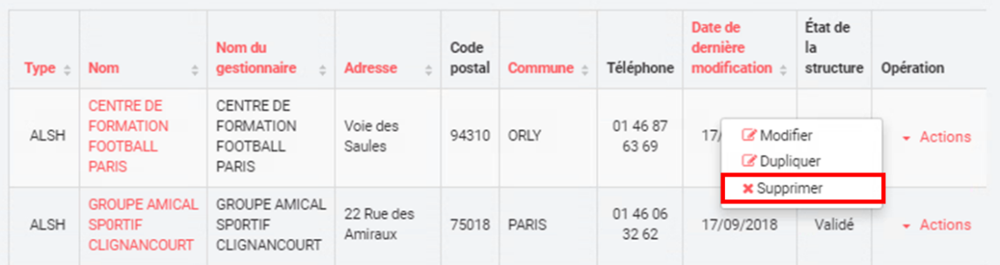 Type
Nom
Nom du
gestionnaire
Adresse
Code
postal
Commune
Téléphone
Date de
dernière
modification
État de
la
structure
Opération
ALSH
CENTRE DE
FORMATION
FOOTBALL
PARIS
CENTRE DE
FORMATION
FOOTBALL
PARIS
Voie des
Saules
94310
ORLY
01 46 87
63 69
17/
Modifier
Dupliquer
Supprimer
Actions
ALSH
GROUPE AMICAL
SP0RTIF
CLIGNANCOURT
GROUPE AMICAL
SP0RTIF
CLIGNANCOURT
22 Rue des
Amiraux
75018
PARIS
01 46 06
32 62
17/09/2018
Validé
Actions